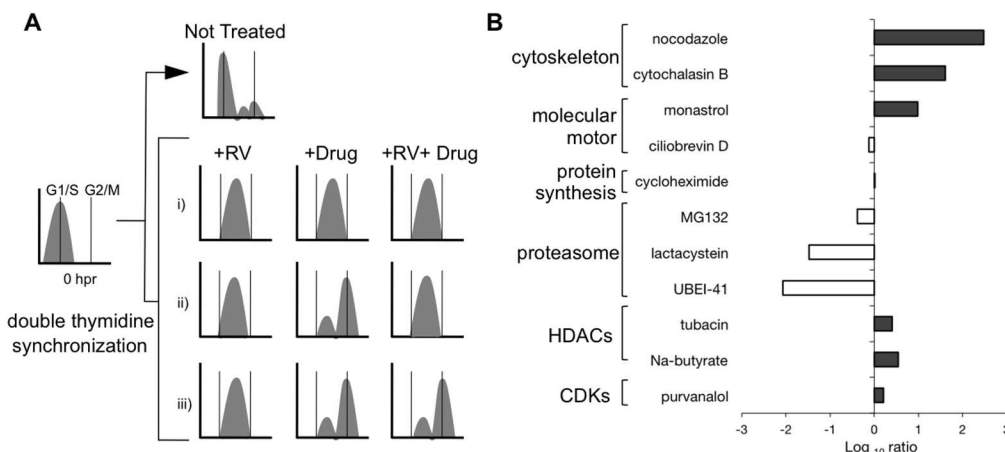 A
Not Treated
+RV
+Drug
+RV+ Drug
G1/S
G2/M
0 hpr
double thymidine
synchronization
i)
ii)
iii)
B
cytoskeleton
nocodazole
cytochalasin B
molecular
motor
monastrol
ciliobrevin D
protein
synthesis
cycloheximide
proteasome
MG132
lactacystein
UBEI-41
HDACs
tubacin
Na-butyrate
CDKs
purvanalol
-3 -2 -1 0 1 2 3
Log 10 ratio